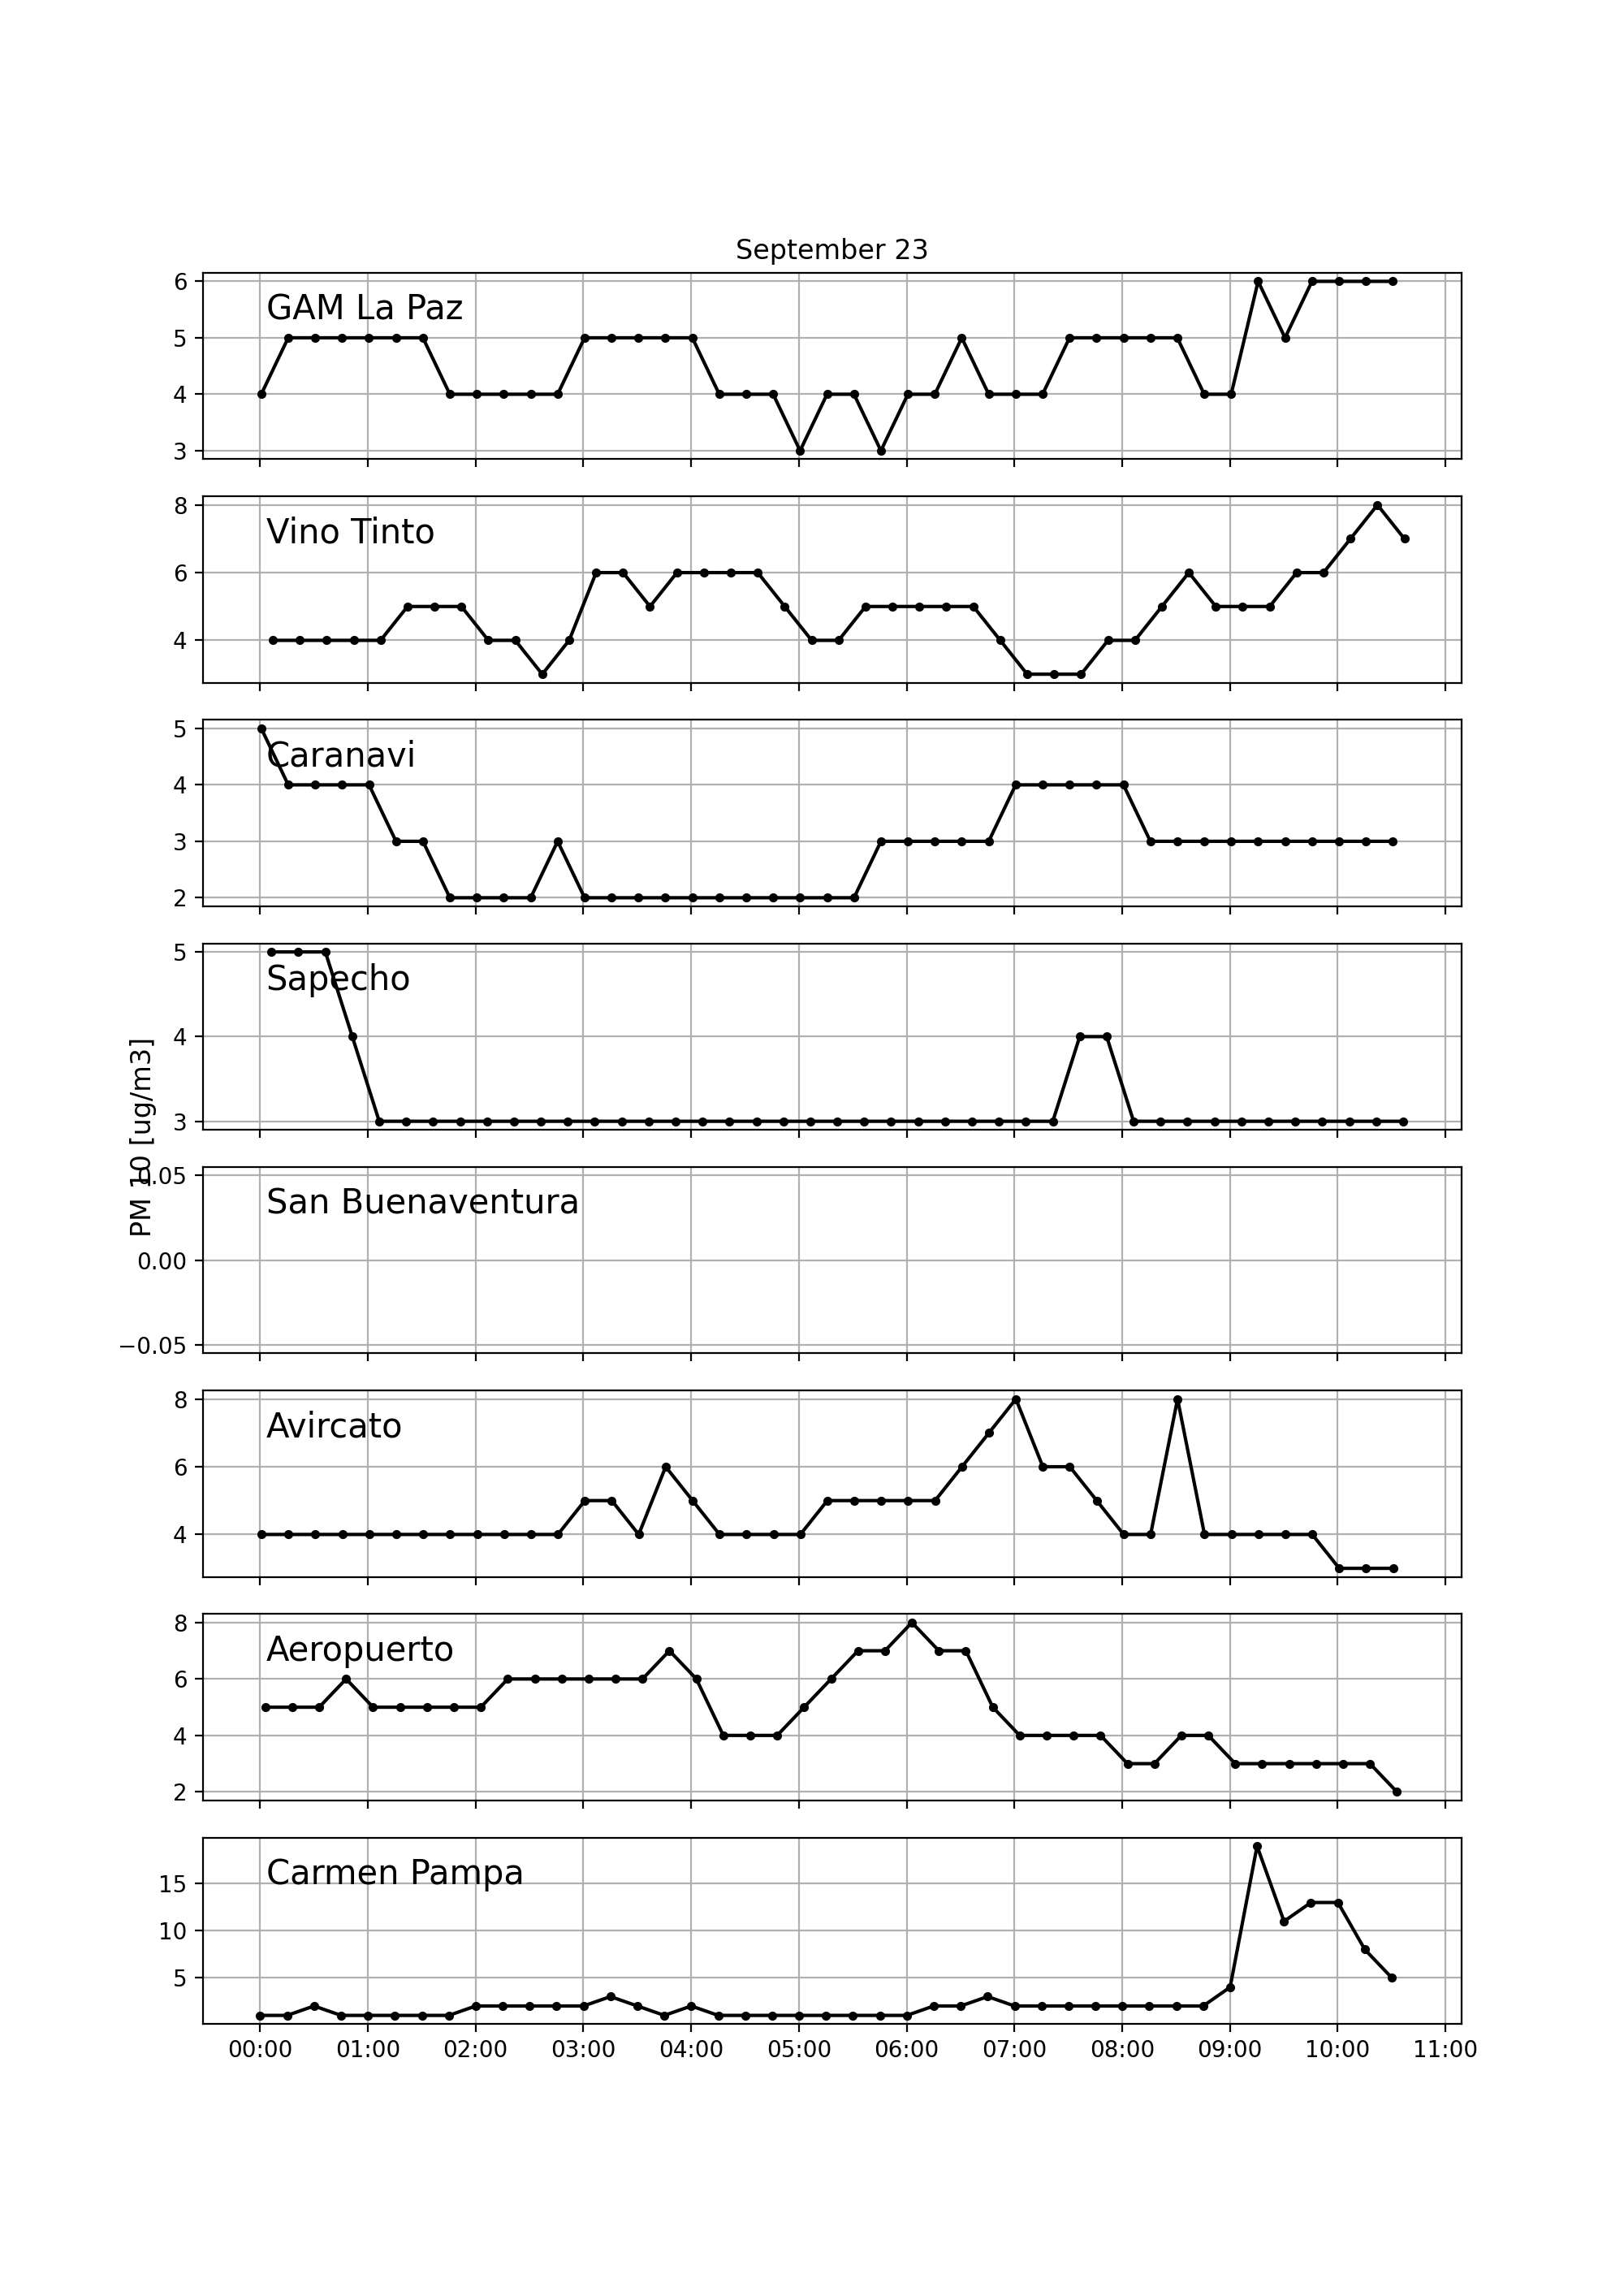 September 23
6
GAM La Paz
5
4
3
8
Vino Tinto
6
4
5
Caranavi
4
3
2
5
Sapecho
4
3
PM 10 [ug/m3]
0.05
San Buenaventura
0.00
−0.05
8
Avircato
6
4
8
Aeropuerto
6
4
2
Carmen Pampa
15
10
5
00:00 01:00 02:00 03:00 04:00 05:00 06:00 07:00 08:00 09:00 10:00 11:00